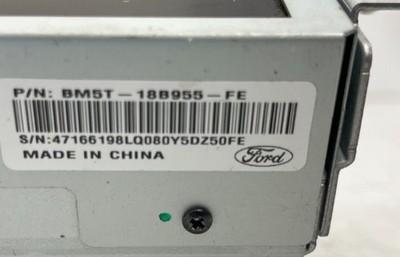 P/N: BM5T-18B955-FE
S/N:47166198LQ080Y5DZ50FE
MADE IN CHINA
Ford